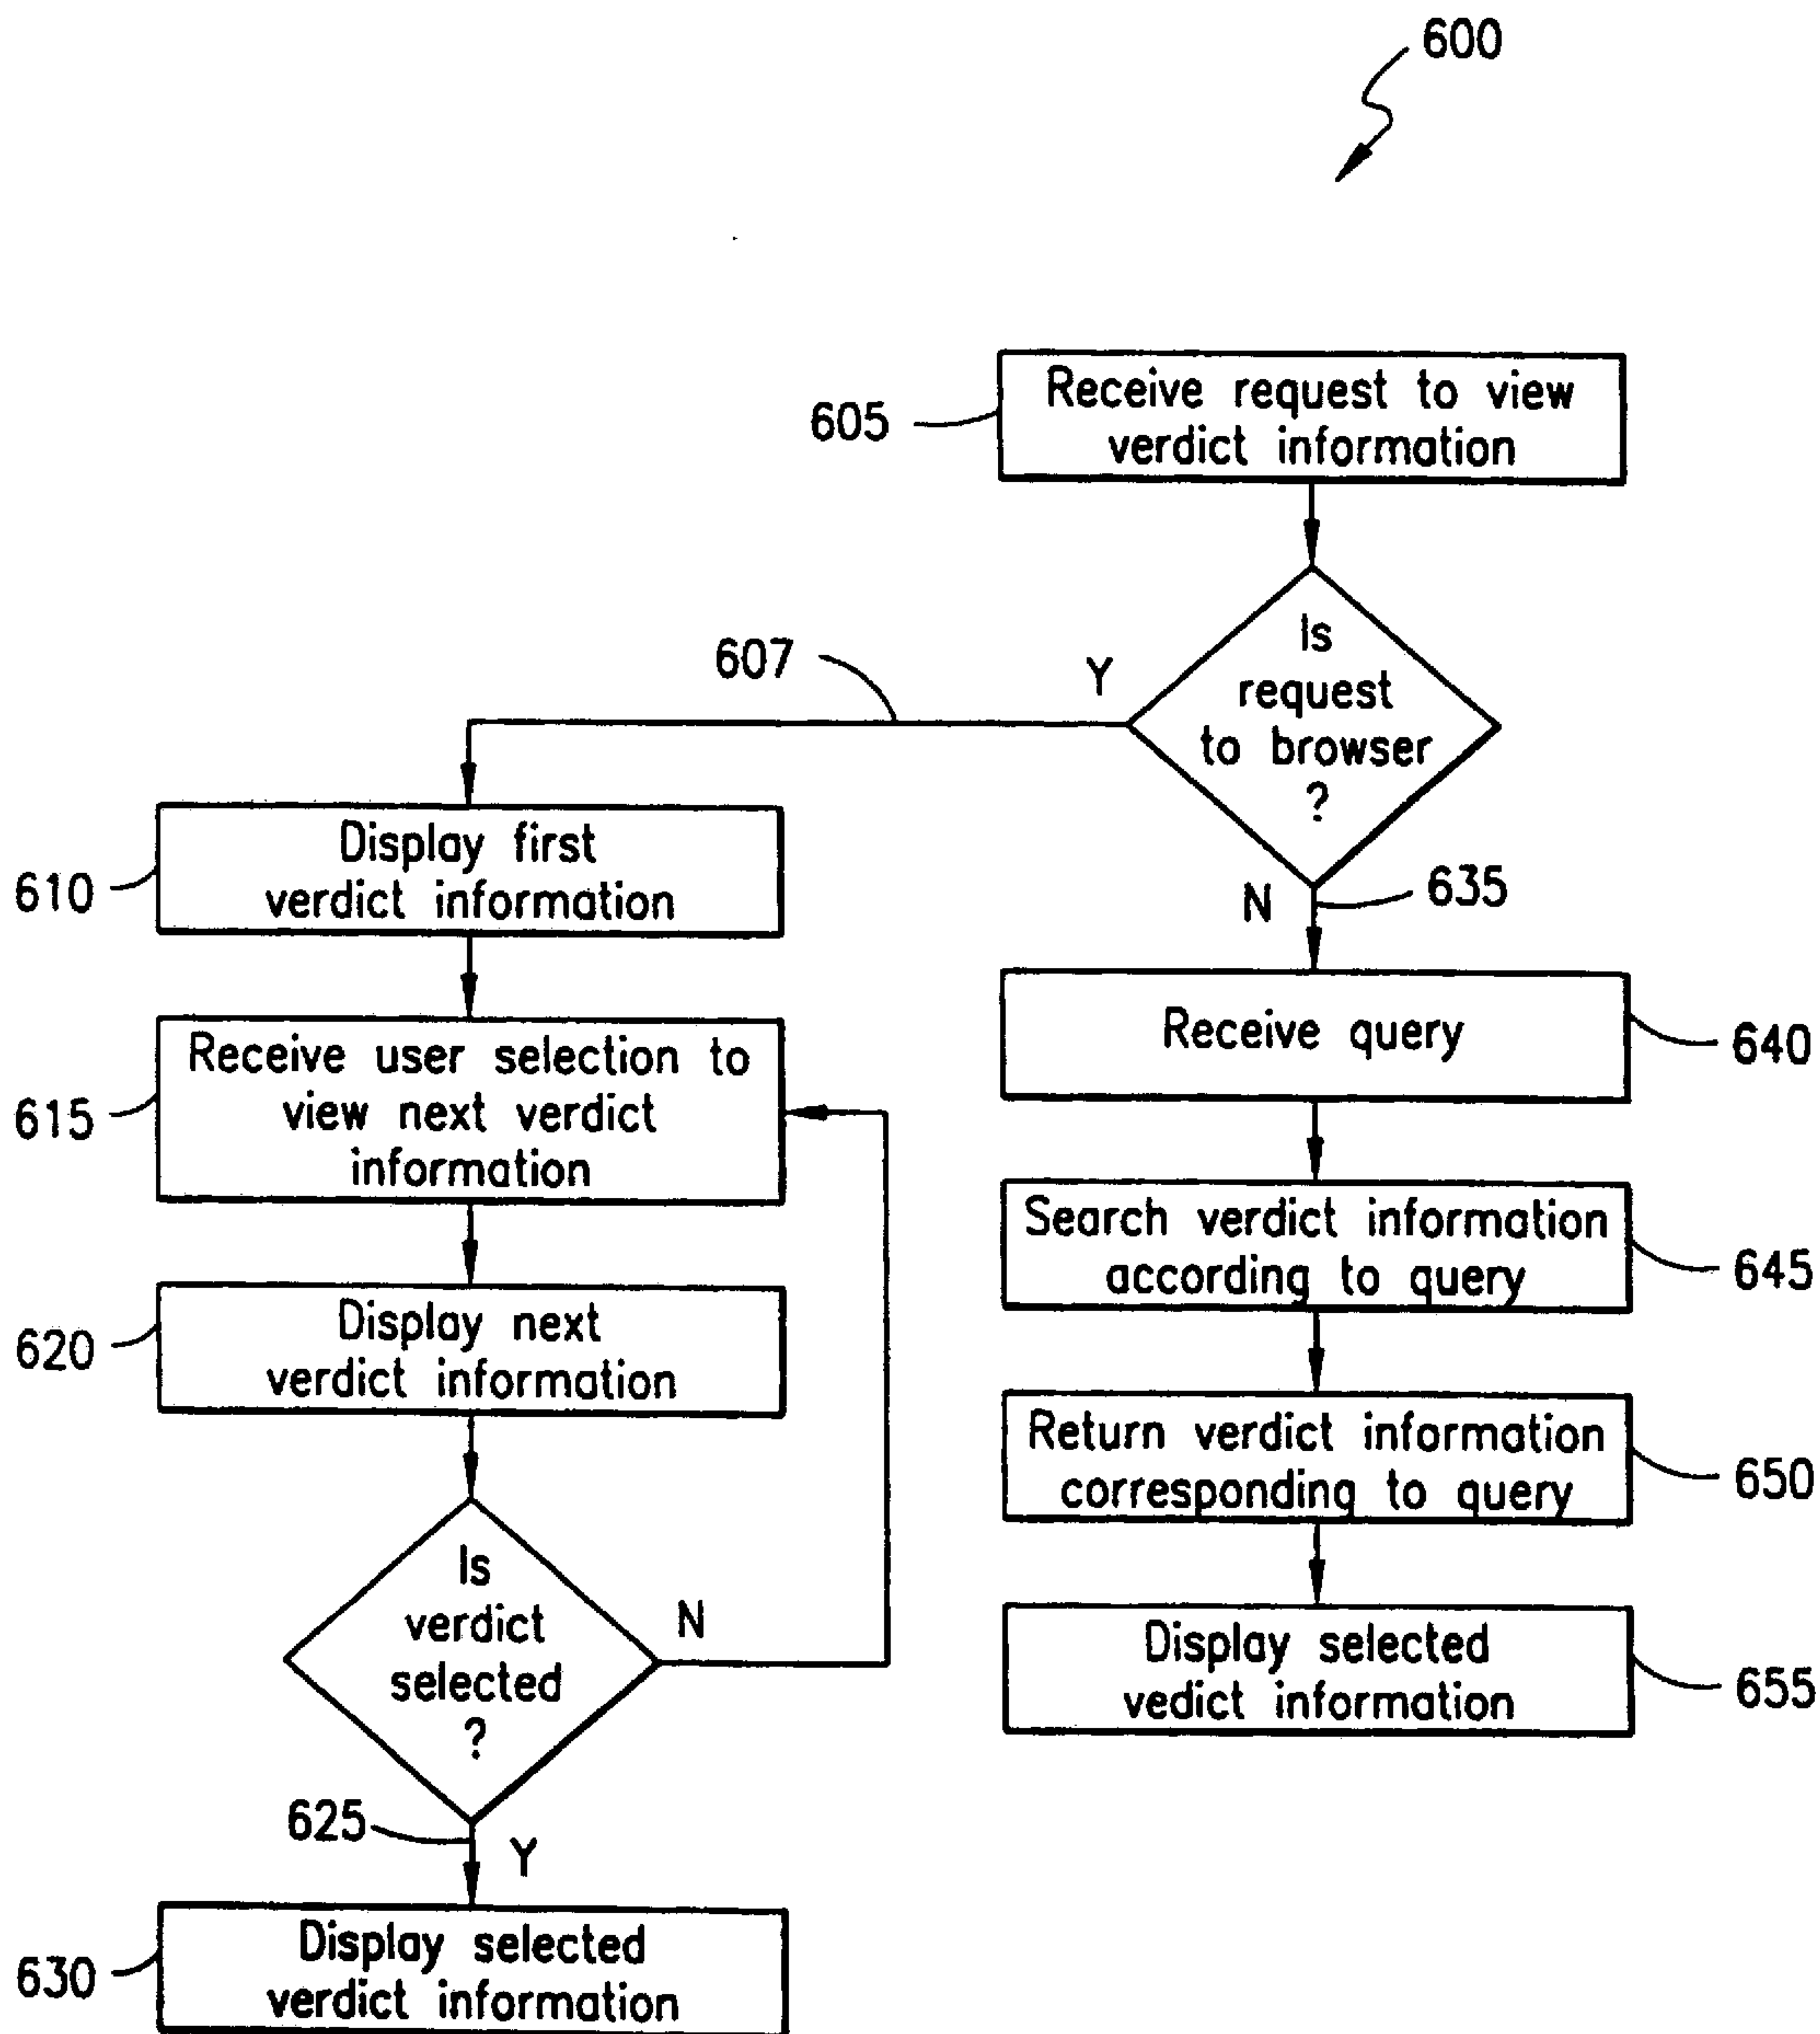 600
605
Receive request to view
verdict information
Is
request
to browser
?
607
Y
N
635
610
Display first
verdict information
615
Receive user selection to
view next verdict
information
620
Display next
verdict information
Is
verdict
selected
?
N
625
Y
630
Display selected
verdict information
Receive query
640
Search verdict information
according to query
645
Return verdict information
corresponding to query
650
Display selected
vedict information
655